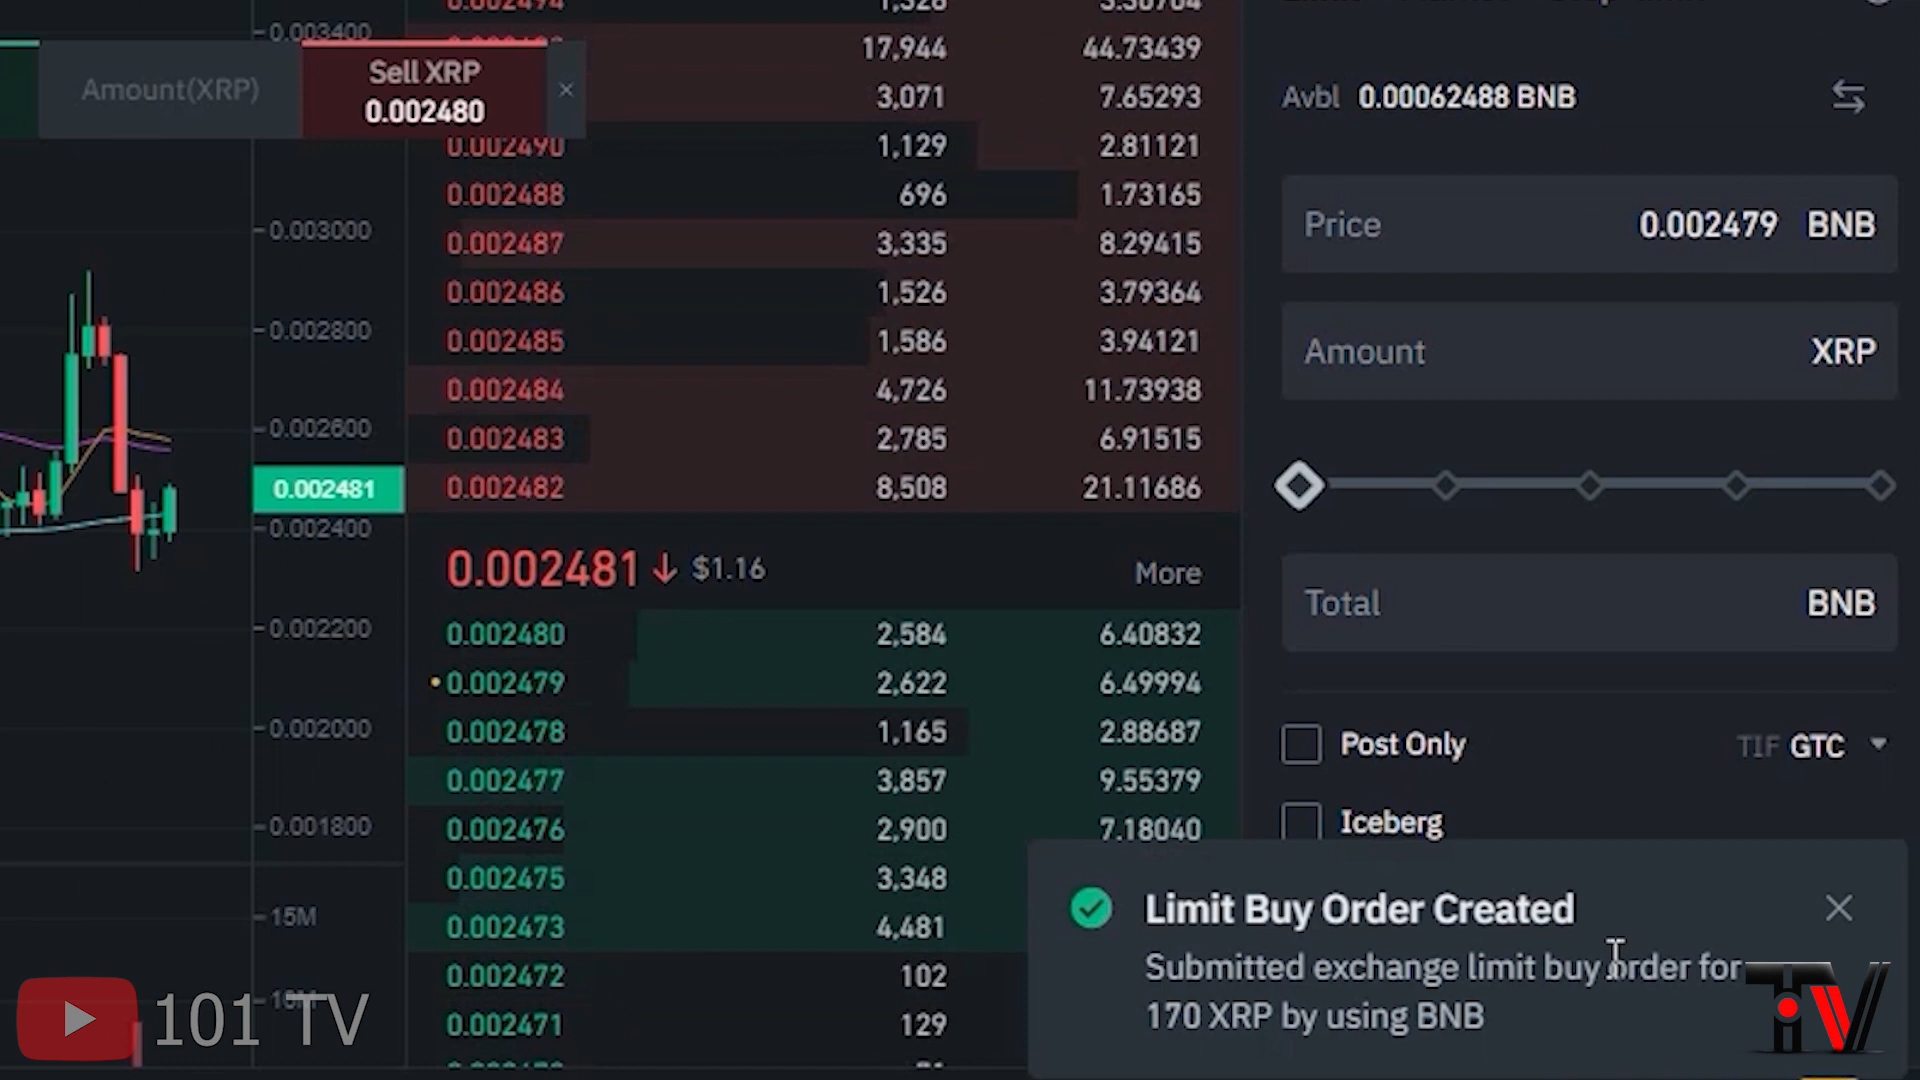 0.003400
Amount(XRP)
Sell XRP
0.002480
×
0.003000
0.002800
0.002600
0.002481
0.002400
0.002200
0.002000
0.001800
15M
17,944 44.73439
3,071 7.65293
0.002490 1,129 2.81121
0.002488 696 1.73165
0.002487 3,335 8.29415
0.002486 1,526 3.79364
0.002485 1,586 3.94121
0.002484 4,726 11.73938
0.002483 2,785 6.91515
0.002482 8,508 21.11686
0.002481 ↓ $1.16 More
0.002480 2,584 6.40832
0.002479 2,622 6.49994
0.002478 1,165 2.88687
0.002477 3,857 9.55379
0.002476 2,900 7.18040
0.002475 3,348
0.002473 4,481
0.002472 102
0.002471 129
Avbl 0.00062488 BNB
Price 0.002479 BNB
Amount XRP
Total BNB
Post Only TIF GTC
Iceberg
Limit Buy Order Created
Submitted exchange limit buy order for
170 XRP by using BNB
101 TV
TV